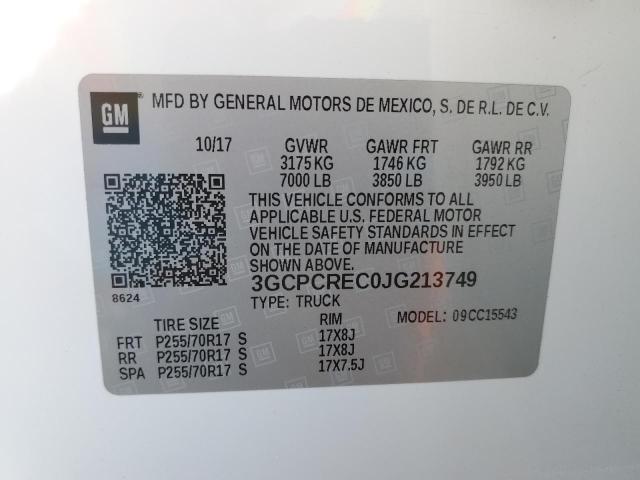 GM MFD BY GENERAL MOTORS DE MEXICO, S. DE R.L. DE C.V.
10/17 GVWR GAWR FRT GAWR RR
3175 KG 1746 KG 1792 KG
7000 LB 3850 LB 3950 LB
THIS VEHICLE CONFORMS TO ALL
APPLICABLE U.S. FEDERAL MOTOR
VEHICLE SAFETY STANDARDS IN EFFECT
ON THE DATE OF MANUFACTURE
SHOWN ABOVE.
8624
3GCPCREC0JG213749
TYPE: TRUCK MODEL: 09CC15543
TIRE SIZE RIM
FRT P255/70R17 S 17X8J
RR P255/70R17 S 17X8J
SPA P255/70R17 S 17X7.5J